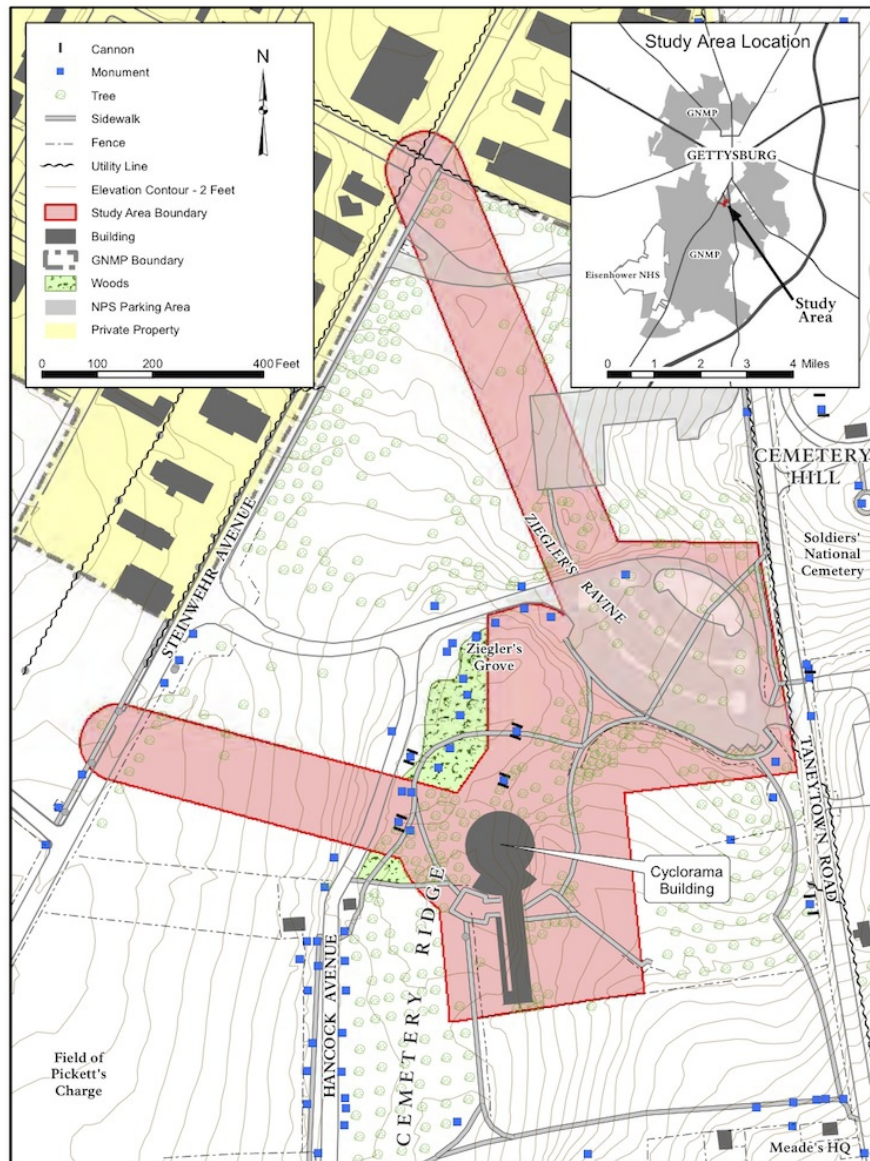 Cannon
Monument
Tree
Sidewalk
Fence
Utility Line
Elevation Contour - 2 Feet
Study Area Boundary
Building
GNMP Boundary
Woods
NPS Parking Area
Private Property
N
0 100 200 400 Feet
Study Area Location
GNMP
GETTYSBURG
GNMP
Eisenhower NHS
Study
Area
0 1 2 3 4 Miles
CEMETERY
HILL
Soldiers'
National
Cemetery
STEINWEHR AVENUE
ZIEGLER'S RAVINE
Ziegler's
Grove
TANEYTOWN ROAD
Cyclorama
Building
HANCOCK AVENUE
CEMETERY RIDGE
Field of
Pickett's
Charge
Meade's HQ